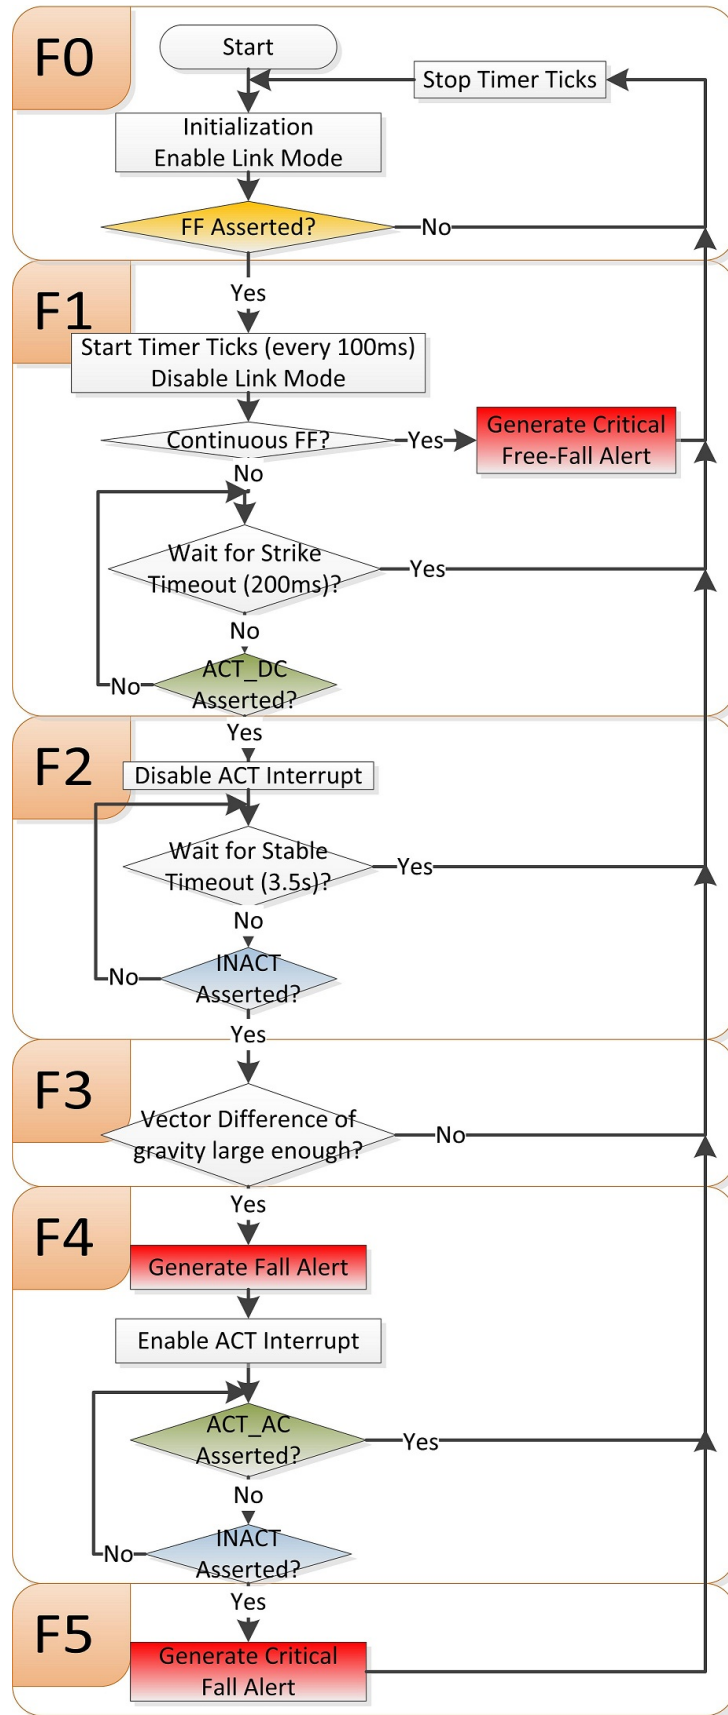 F0
Start
Stop Timer Ticks
Initialization
Enable Link Mode
FF Asserted?
No
Yes
F1
Start Timer Ticks (every 100ms)
Disable Link Mode
Continuous FF?
Yes
Generate Critical
Free-Fall Alert
No
Wait for Strike
Timeout (200ms)?
Yes
No
ACT_DC
Asserted?
No
Yes
F2
Disable ACT Interrupt
Wait for Stable
Timeout (3.5s)?
Yes
No
INACT
Asserted?
No
Yes
F3
Vector Difference of
gravity large enough?
No
Yes
F4
Generate Fall Alert
Enable ACT Interrupt
ACT_AC
Asserted?
Yes
No
INACT
Asserted?
No
Yes
F5
Generate Critical
Fall Alert